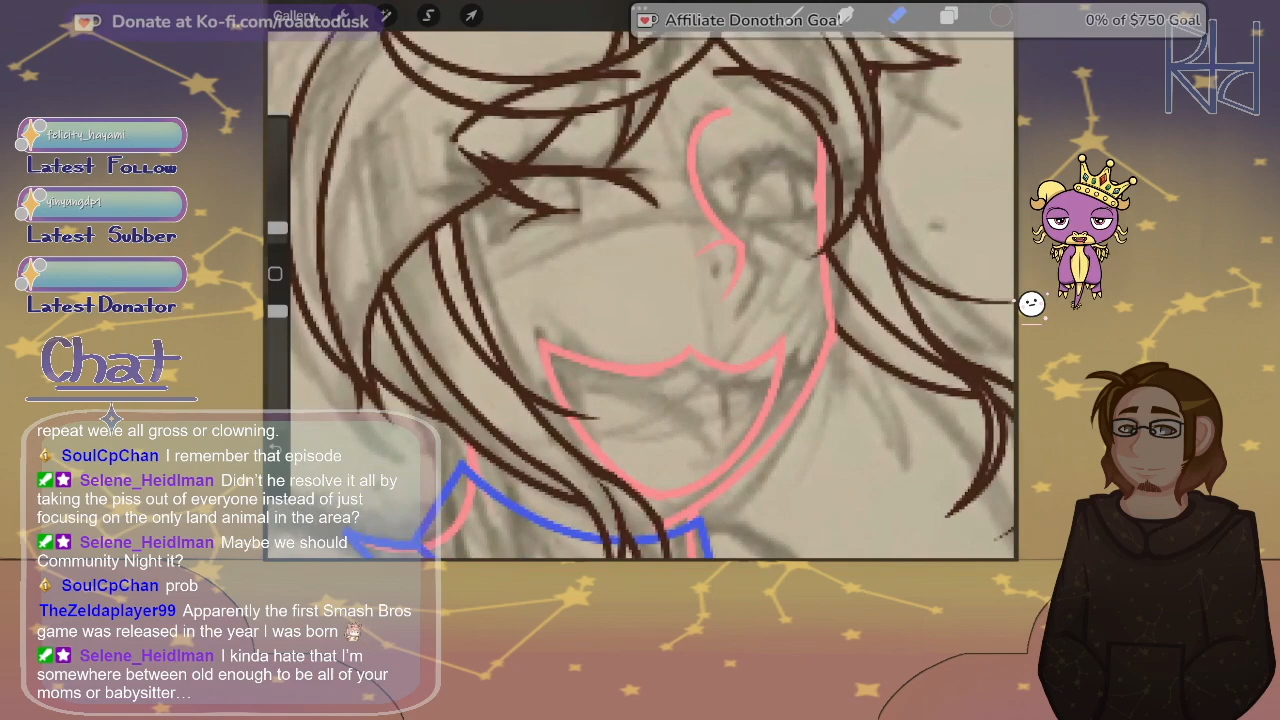 Gallery
Donate at Ko-fi.com/roadtodusk
Affiliate Donothon Goal
0% of $750 Goal
felicity_hayami
Latest Follow
yinyungdp1
Latest Subber
Latest Donator
Chat
repeat were all gross or clowning.
SoulCpChan I remember that episode
Selene_Heidlman Didn't he resolve it all by
taking the piss out of everyone instead of just
focusing on the only land animal in the area?
Selene_Heidlman Maybe we should
Community Night it?
SoulCpChan prob
TheZeldaplayer99 Apparently the first Smash Bros
game was released in the year I was born
Selene_Heidlman I kinda hate that I'm
somewhere between old enough to be all of your
moms or babysitter…